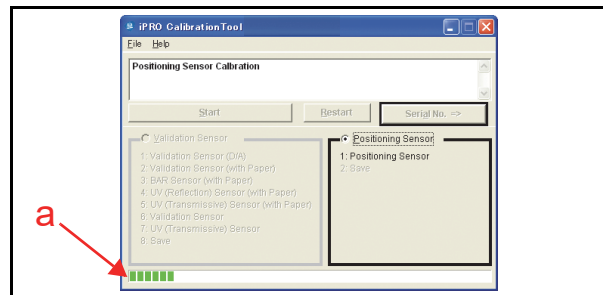 iPRO CalibrationTool
File Help
Positioning Sensor Calbration
Start Restart Serial No. =>
Validation Sensor
1: Validation Sensor (D/A)
2: Validation Sensor (with Paper)
3: BAR Sensor (with Paper)
4: UV (Reflection) Sensor (with Paper)
5: UV (Transmissive) Sensor (with Paper)
6: Validation Sensor
7: UV (Transmissive) Sensor
8: Save
Positioning Sensor
1: Positioning Sensor
2: Save
a